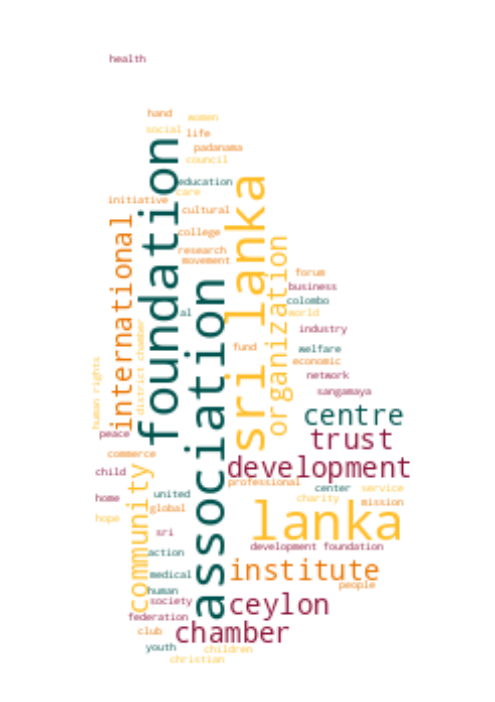 health
hand
women
social
life
padanama
council
foundation
education
care
sri lanka
initiative
cultural
international
college
organization
research
movement
forum
association
business
colombo
al
world
district chamber
industry
fund
welfare
human rights
economic
network
sangamaya
centre
peace
trust
commerce
development
child
community
professional
center
service
home
united
charity
mission
global
lanka
hope
sri
development foundation
action
institute
medical
people
human
society
ceylon
federation
club
chamber
youth
children
christian